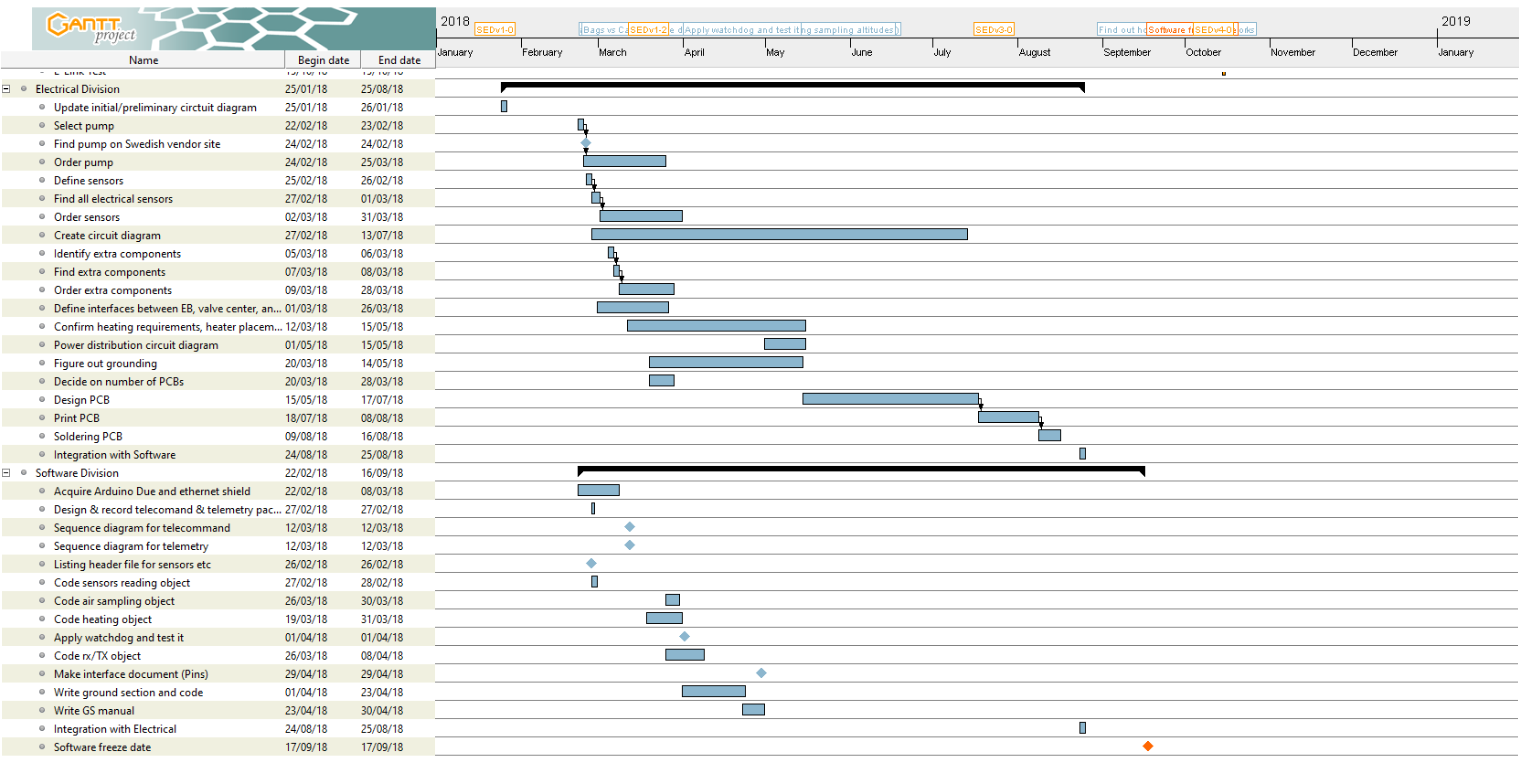 GANTT
project
2018
2019
SEDv1-0
Bags vs Ca
SEDv1-2
e d
Apply watchdog and test it
ng sampling altitudes
SEDv3-0
Find out ho
Software fr
SEDv4-0
orks
January
February
March
April
May
June
July
August
September
October
November
December
January
Name Begin date End date
E-Link Test 15/10/18 15/10/18
Electrical Division 25/01/18 25/08/18
Update initial/preliminary circtuit diagram 25/01/18 26/01/18
Select pump 22/02/18 23/02/18
Find pump on Swedish vendor site 24/02/18 24/02/18
Order pump 24/02/18 25/03/18
Define sensors 25/02/18 26/02/18
Find all electrical sensors 27/02/18 01/03/18
Order sensors 02/03/18 31/03/18
Create circuit diagram 27/02/18 13/07/18
Identify extra components 05/03/18 06/03/18
Find extra components 07/03/18 08/03/18
Order extra components 09/03/18 28/03/18
Define interfaces between EB, valve center, an... 01/03/18 26/03/18
Confirm heating requirements, heater placem... 12/03/18 15/05/18
Power distribution circuit diagram 01/05/18 15/05/18
Figure out grounding 20/03/18 14/05/18
Decide on number of PCBs 20/03/18 28/03/18
Design PCB 15/05/18 17/07/18
Print PCB 18/07/18 08/08/18
Soldering PCB 09/08/18 16/08/18
Integration with Software 24/08/18 25/08/18
Software Division 22/02/18 16/09/18
Acquire Arduino Due and ethernet shield 22/02/18 08/03/18
Design & record telecomand & telemetry pac... 27/02/18 27/02/18
Sequence diagram for telecommand 12/03/18 12/03/18
Sequence diagram for telemetry 12/03/18 12/03/18
Listing header file for sensors etc 26/02/18 26/02/18
Code sensors reading object 27/02/18 28/02/18
Code air sampling object 26/03/18 30/03/18
Code heating object 19/03/18 31/03/18
Apply watchdog and test it 01/04/18 01/04/18
Code rx/TX object 26/03/18 08/04/18
Make interface document (Pins) 29/04/18 29/04/18
Write ground section and code 01/04/18 23/04/18
Write GS manual 23/04/18 30/04/18
Integration with Electrical 24/08/18 25/08/18
Software freeze date 17/09/18 17/09/18